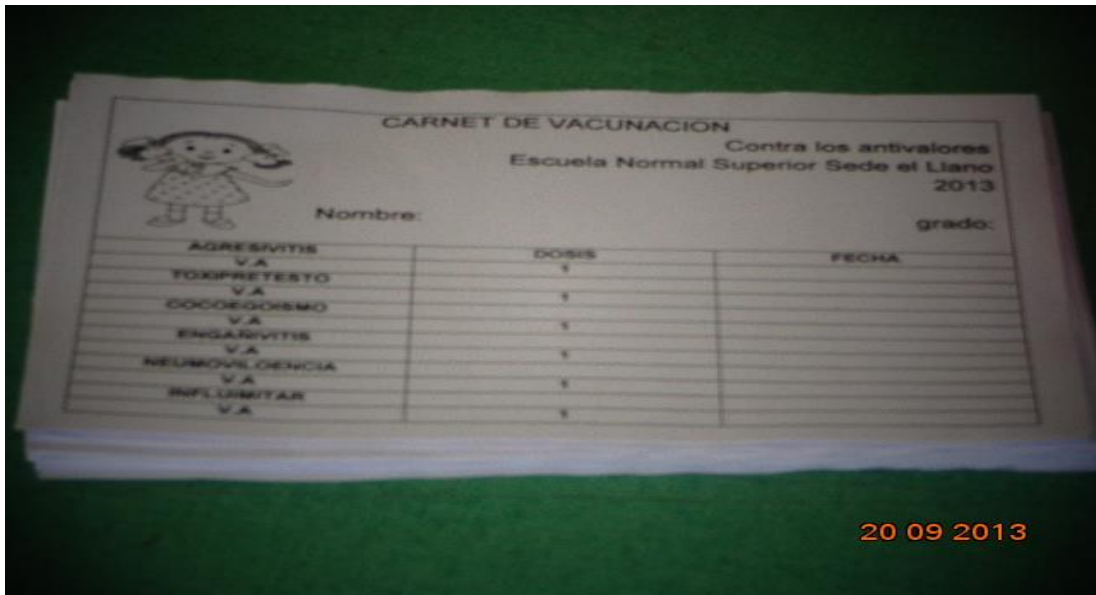 CARNET DE VACUNACION
Contra los antivalores
Escuela Normal Superior Sede el Llano
2013
Nombre: grado:
AGRESIVITIS DOSIS FECHA
V.A 1
TOXIPRETESTO
V.A 1
COCOEGOISMO
V.A 1
ENGAÑIVITIS
V.A 1
NEUMOVILOENCIA
V.A 1
INFLUIMITAR
V.A 1
20 09 2013